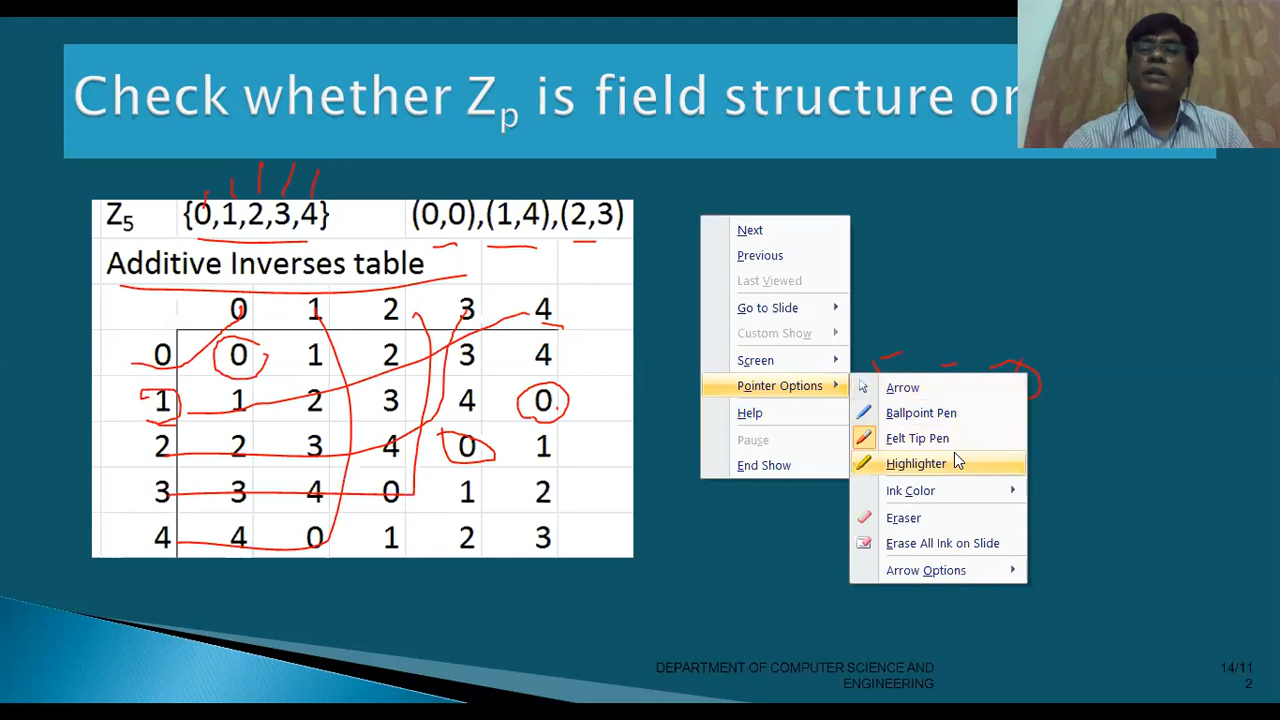 Check whether Zₚ is field structure or
Z₅ {0,1,2,3,4} (0,0),(1,4),(2,3)
Additive Inverses table
0 1 2 3 4
0 0 1 2 3 4
1 1 2 3 4 0
2 2 3 4 0 1
3 3 4 0 1 2
4 4 0 1 2 3
Next
Previous
Last Viewed
Go to Slide
Custom Show
Screen
Pointer Options
Help
Pause
End Show
Arrow
Ballpoint Pen
Felt Tip Pen
Highlighter
Ink Color
Eraser
Erase All Ink on Slide
Arrow Options
DEPARTMENT OF COMPUTER SCIENCE AND
ENGINEERING
14/11
2